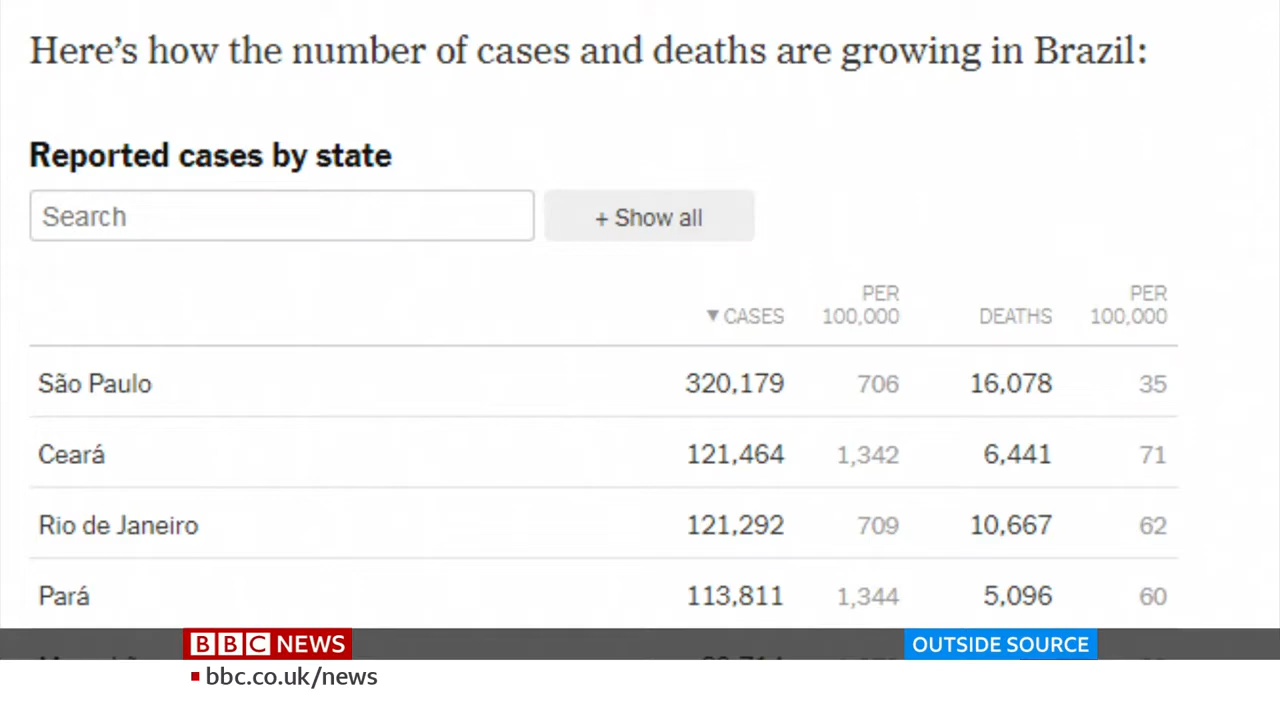 Here's how the number of cases and deaths are growing in Brazil:
Reported cases by state
Search
+ Show all
▼ CASES PER 100,000 DEATHS PER 100,000
São Paulo 320,179 706 16,078 35
Ceará 121,464 1,342 6,441 71
Rio de Janeiro 121,292 709 10,667 62
Pará 113,811 1,344 5,096 60
BBC NEWS
OUTSIDE SOURCE
bbc.co.uk/news